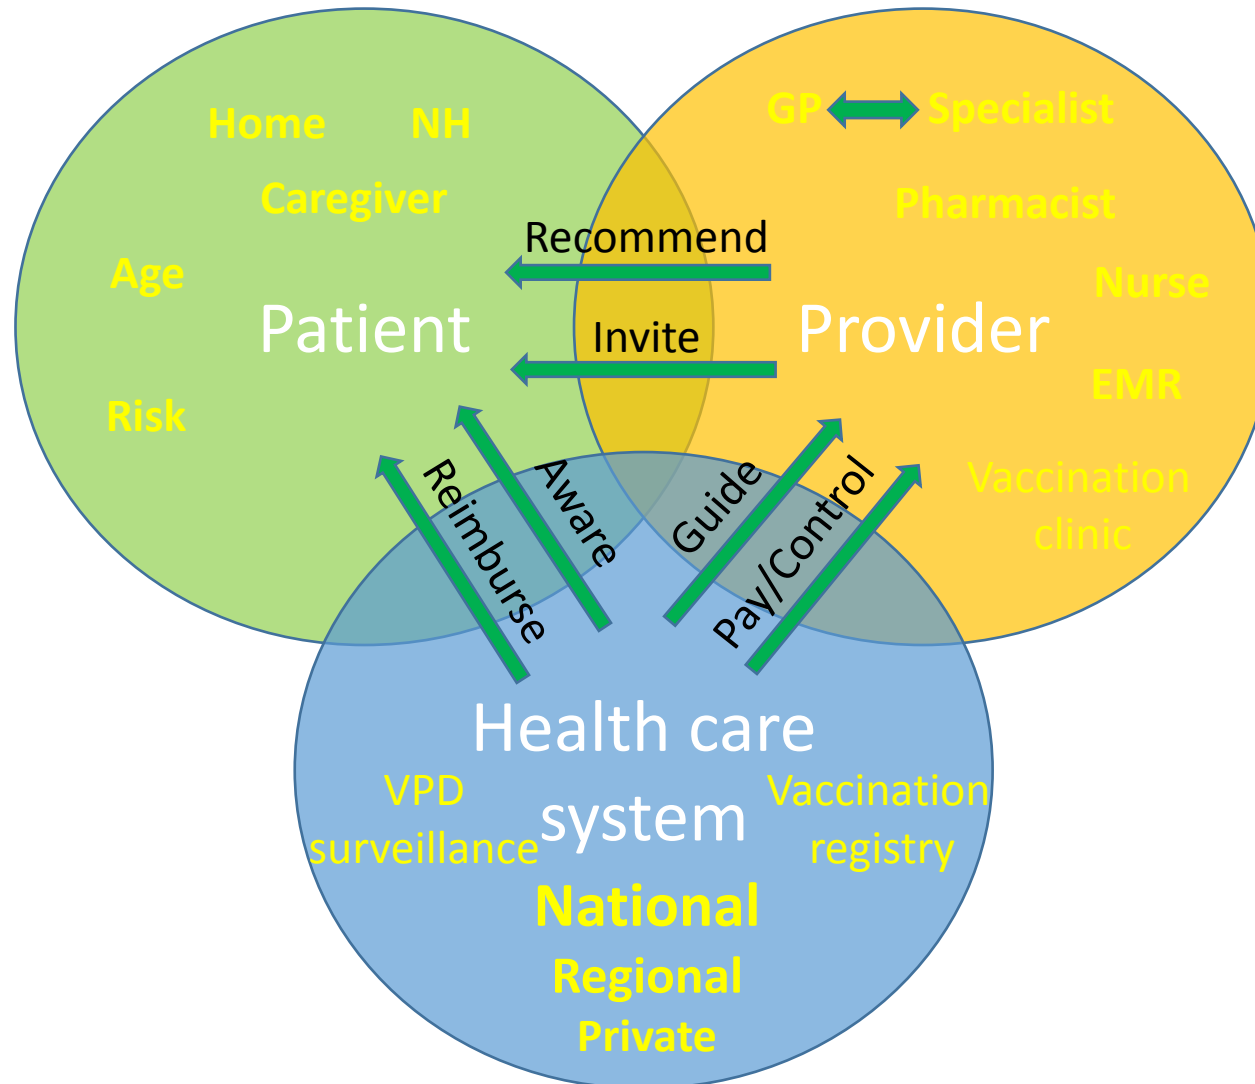 Home
NH
Caregiver
Age
Patient
Risk
GP
Specialist
Pharmacist
Nurse
Provider
EMR
Vaccination
clinic
Recommend
Invite
Reimburse
Aware
Guide
Pay/Control
Health care
system
VPD
surveillance
Vaccination
registry
National
Regional
Private